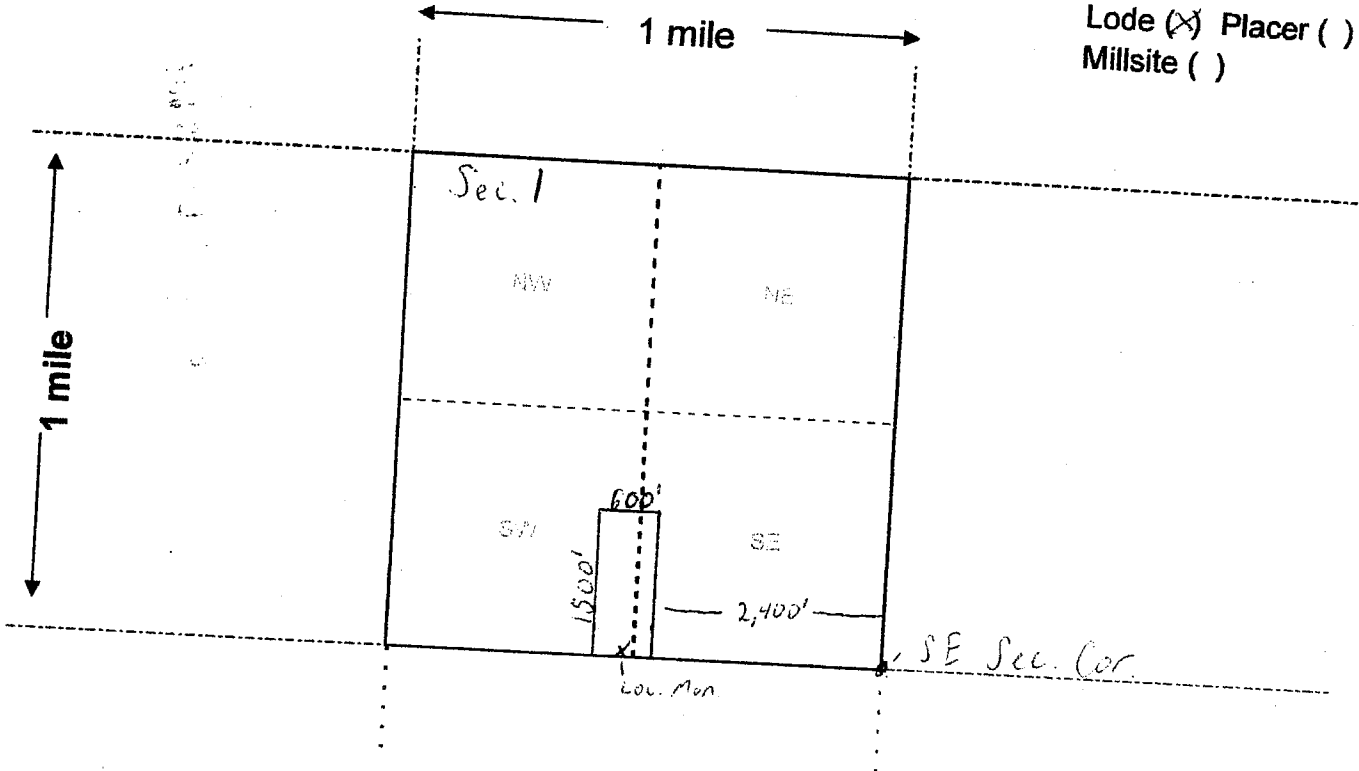 1 mile
Lode (X) Placer ( )
Millsite ( )
Sec. 1
NW
NE
1 mile
600'
SW
SE
1500'
2,400'
SE Sec. Cor.
Loc. Mon.